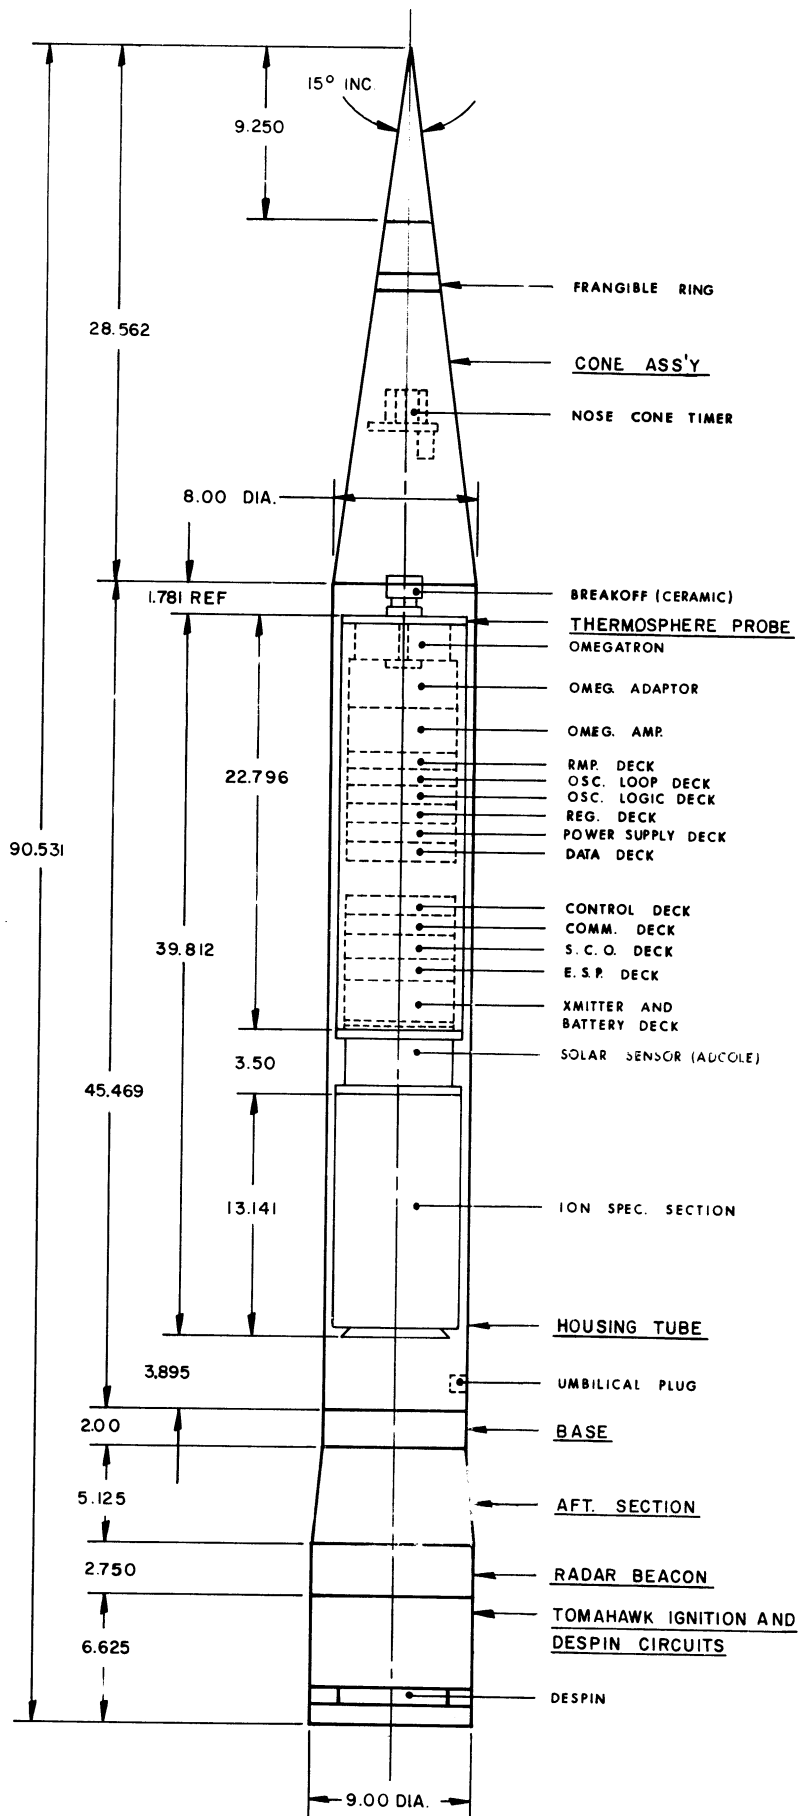 15° INC.
9.250
FRANGIBLE RING
28.562
CONE ASS'Y
NOSE CONE TIMER
8.00 DIA.
1.781 REF
BREAKOFF (CERAMIC)
THERMOSPHERE PROBE
OMEGATRON
OMEG. ADAPTOR
OMEG. AMP.
RMP. DECK
22.796
OSC. LOOP DECK
OSC. LOGIC DECK
REG. DECK
POWER SUPPLY DECK
90.531
DATA DECK
CONTROL DECK
COMM. DECK
39.812
S.C.O. DECK
E.S.P. DECK
XMITTER AND
BATTERY DECK
SOLAR SENSOR (ADCOLE)
3.50
45.469
13.141
ION SPEC. SECTION
HOUSING TUBE
3.895
UMBILICAL PLUG
2.00
BASE
5.125
AFT. SECTION
2.750
RADAR BEACON
TOMAHAWK IGNITION AND
DESPIN CIRCUITS
6.625
DESPIN
9.00 DIA.